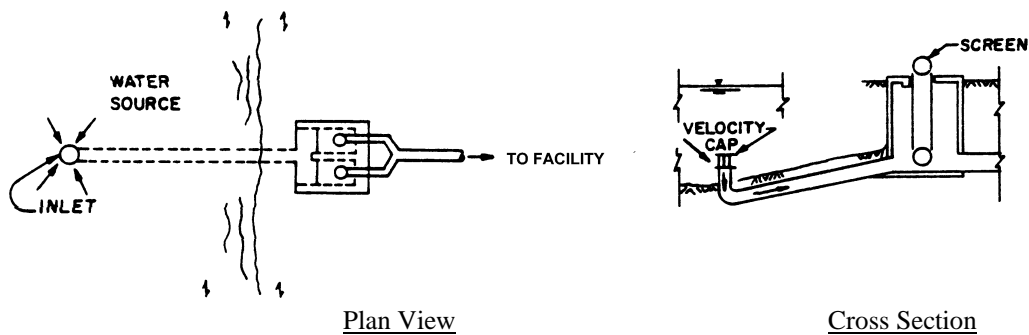 WATER
SOURCE
INLET
TO FACILITY
Plan View
SCREEN
VELOCITY
CAP
Cross Section